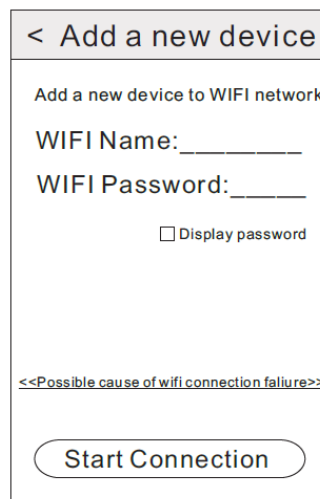 < Add a new device
Add a new device to WIFI network
WIFI Name:________
WIFI Password:_____
Display password
<<Possible cause of wifi connection faliure>>
Start Connection